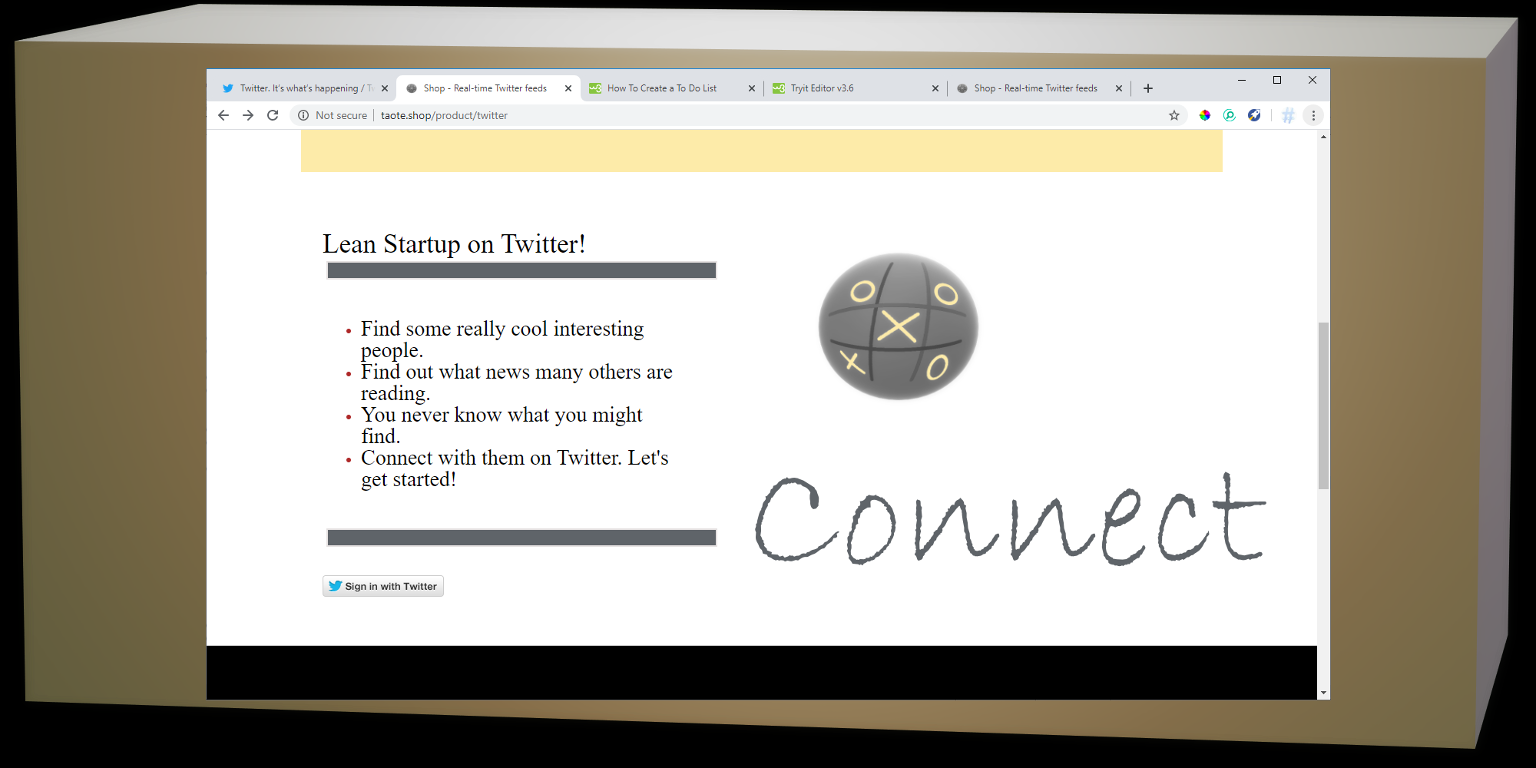 Twitter. It's what's happening / Tw
Shop - Real-time Twitter feeds
How To Create a To Do List
Tryit Editor v3.6
Shop - Real-time Twitter feeds
Not secure
taote.shop/product/twitter
Lean Startup on Twitter!
Find some really cool interesting
people.
Find out what news many others are
reading.
You never know what you might
find.
Connect with them on Twitter. Let's
get started!
Connect
Sign in with Twitter